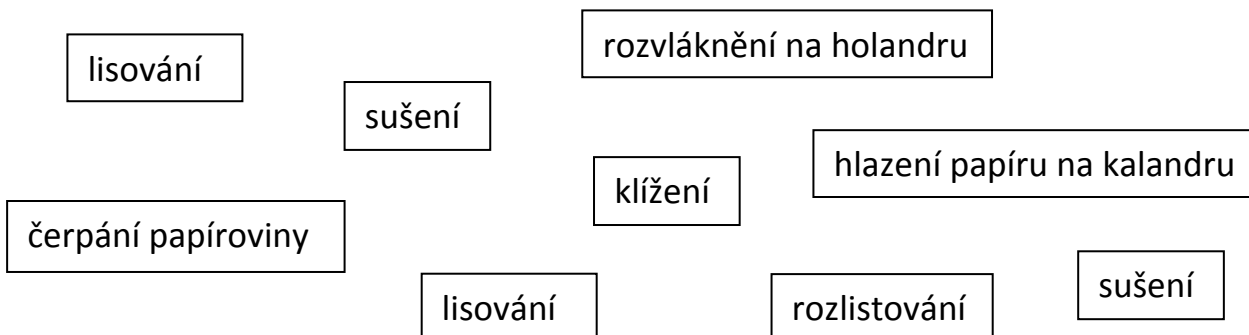 rozvláknění na holandru
lisování
sušení
hlazení papíru na kalandru
klížení
čerpání papíroviny
sušení
lisování
rozlistování